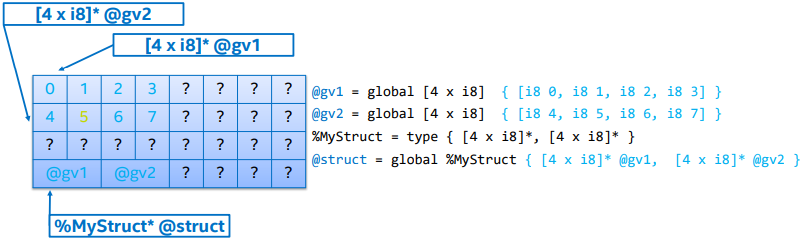 [4 x i8]* @gv2
[4 x i8]* @gv1
0 1 2 3 ? ? ? ?
4 5 6 7 ? ? ? ?
? ? ? ? ? ? ? ?
@gv1 @gv2 ? ? ? ?
%MyStruct* @struct
@gv1 = global [4 x i8] { [i8 0, i8 1, i8 2, i8 3] }
@gv2 = global [4 x i8] { [i8 4, i8 5, i8 6, i8 7] }
%MyStruct = type { [4 x i8]*, [4 x i8]* }
@struct = global %MyStruct { [4 x i8]* @gv1, [4 x i8]* @gv2 }